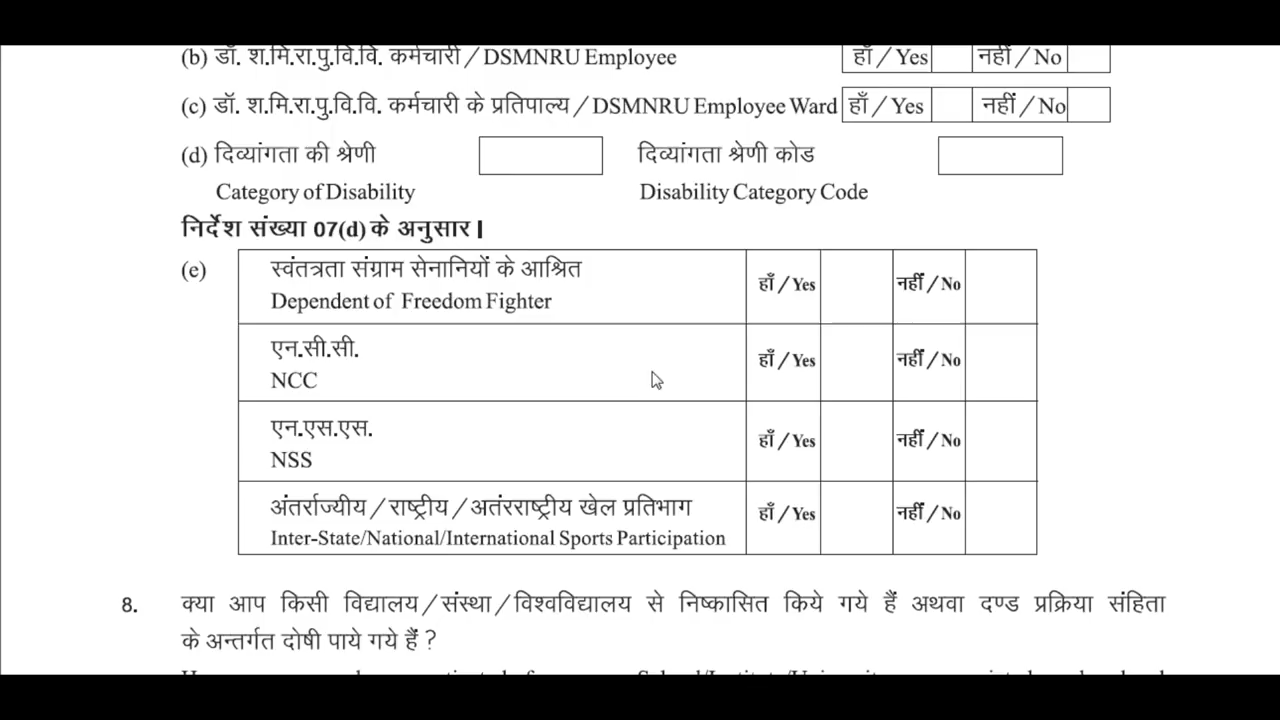 (b) डॉ. श.मि.रा.पु.वि.वि. कर्मचारी / DSMNRU Employee हाँ / Yes नहीं / No
(c) डॉ. श.मि.रा.पु.वि.वि. कर्मचारी के प्रतिपाल्य / DSMNRU Employee Ward हाँ / Yes नहीं / No
(d) दिव्यांगता की श्रेणी दिव्यांगता श्रेणी कोड
Category of Disability Disability Category Code
निर्देश संख्या 07(d) के अनुसार।
(e) स्वंतत्रता संग्राम सेनानियों के आश्रित
Dependent of Freedom Fighter हाँ / Yes नहीं / No
एन.सी.सी.
NCC हाँ / Yes नहीं / No
एन.एस.एस.
NSS हाँ / Yes नहीं / No
अंतर्राज्यीय / राष्ट्रीय / अतंरराष्ट्रीय खेल प्रतिभाग
Inter-State/National/International Sports Participation हाँ / Yes नहीं / No
8. क्या आप किसी विद्यालय / संस्था / विश्वविद्यालय से निष्कासित किये गये हैं अथवा दण्ड प्रक्रिया संहिता
के अन्तर्गत दोषी पाये गये हैं ?